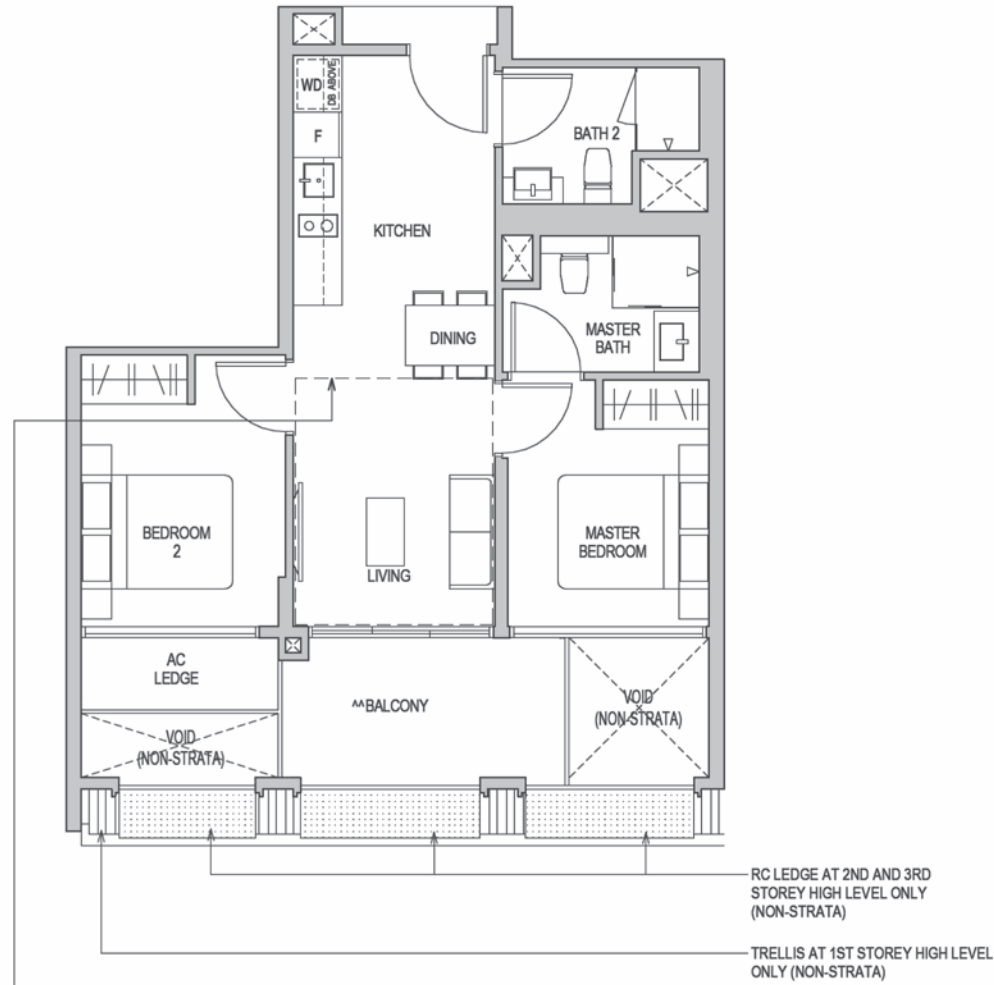 WD
DB ABOVE
F
BATH 2
KITCHEN
DINING
MASTER
BATH
BEDROOM
2
MASTER
BEDROOM
LIVING
AC
LEDGE
^^BALCONY
VOID
(NON-STRATA)
VOID
(NON-STRATA)
RC LEDGE AT 2ND AND 3RD
STOREY HIGH LEVEL ONLY
(NON-STRATA)
TRELLIS AT 1ST STOREY HIGH LEVEL
ONLY (NON-STRATA)